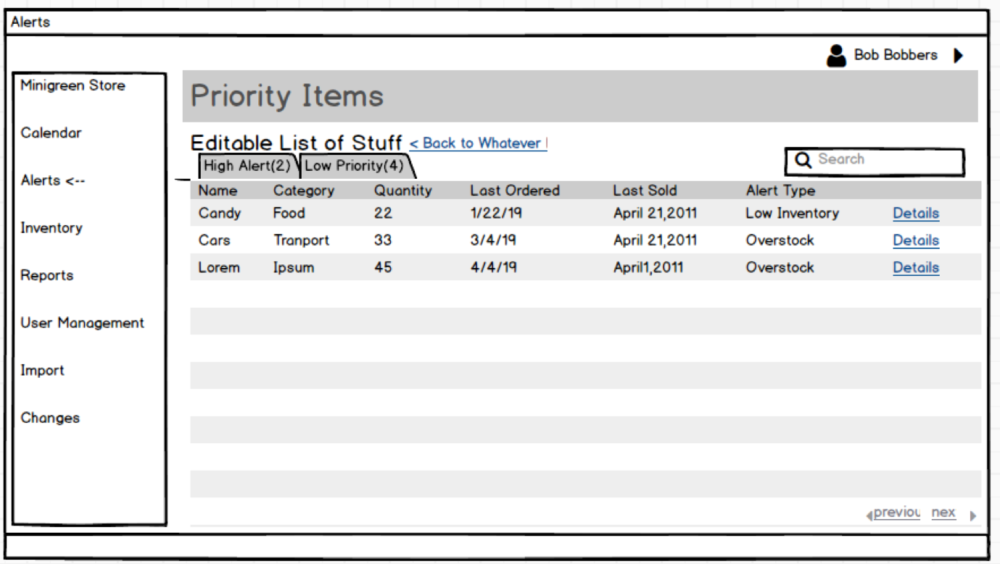 Alerts
Bob Bobbers
Minigreen Store
Calendar
Alerts <--
Inventory
Reports
User Management
Import
Changes
Priority Items
Editable List of Stuff < Back to Whatever
High Alert(2) Low Priority(4)
Search
Name Category Quantity Last Ordered Last Sold Alert Type
Candy Food 22 1/22/19 April 21,2011 Low Inventory Details
Cars Tranport 33 3/4/19 April 21,2011 Overstock Details
Lorem Ipsum 45 4/4/19 April1,2011 Overstock Details
previou nex